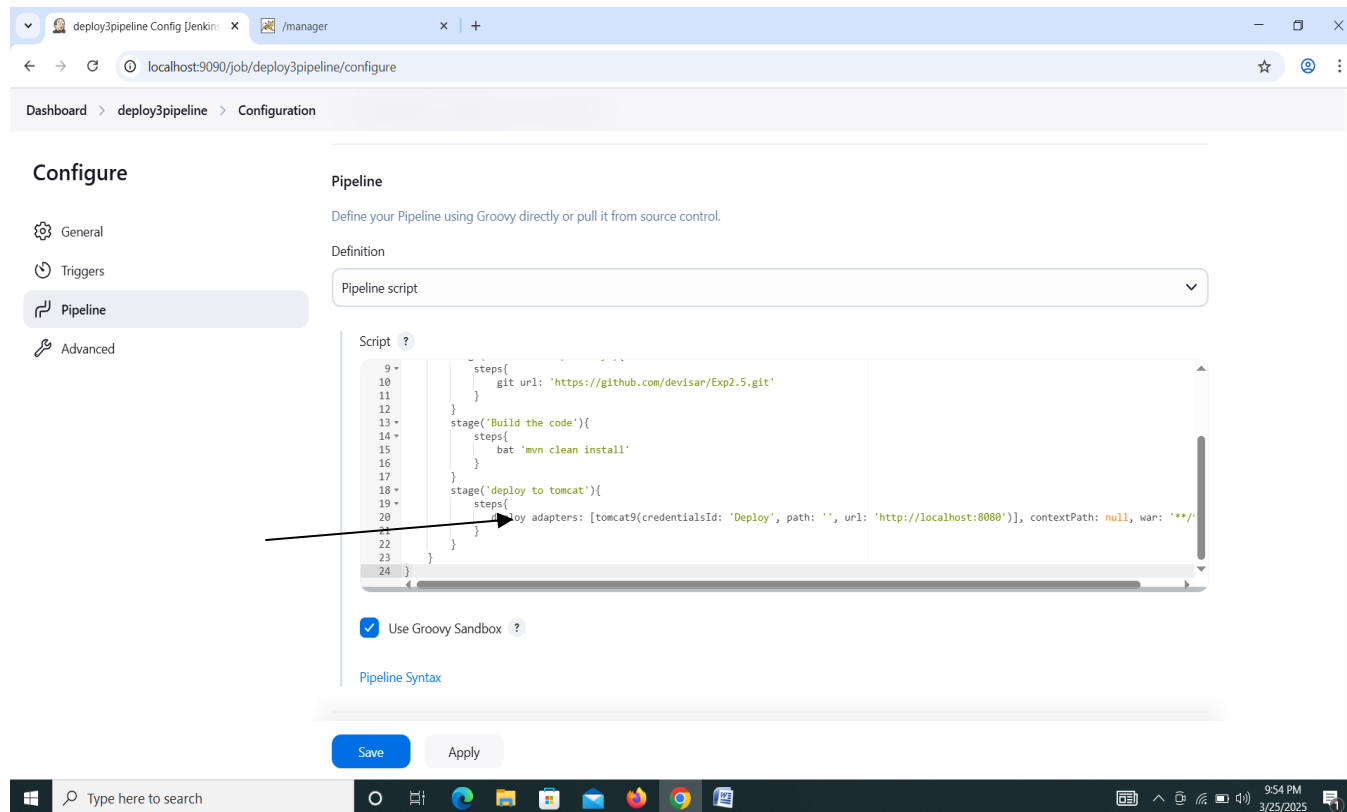 deploy3pipeline Config [Jenkins
/manager
localhost:9090/job/deploy3pipeline/configure
Dashboard > deploy3pipeline > Configuration
Configure
General
Triggers
Pipeline
Advanced
Pipeline
Define your Pipeline using Groovy directly or pull it from source control.
Definition
Pipeline script
Script ?
9 steps{
10 git url: 'https://github.com/devisar/Exp2.5.git'
11 }
12 }
13 stage('Build the code'){
14 steps{
15 bat 'mvn clean install'
16 }
17 }
18 stage('deploy to tomcat'){
19 steps{
20 deploy adapters: [tomcat9(credentialsId: 'Deploy', path: '', url: 'http://localhost:8080')], contextPath: null, war: '**/
21 }
22 }
23 }
24 }
Use Groovy Sandbox ?
Pipeline Syntax
Save
Apply
Type here to search
9:54 PM
3/25/2025
1